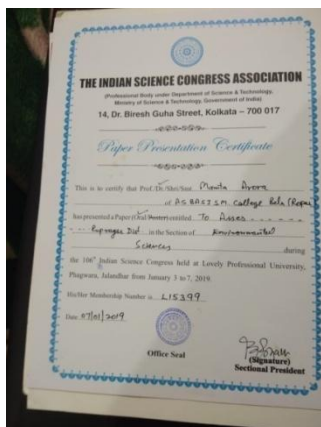 THE INDIAN SCIENCE CONGRESS ASSOCIATION
(Professional Body under Department of Science & Technology,
Ministry of Science & Technology, Government of India)
14, Dr. Biresh Guha Street, Kolkata – 700 017
Paper Presentation Certificate
This is to certify that Prof./Dr./Shri/Smt. Monita Arora
of A S B A S J S M. College Bela (Ropar)
has presented a Paper (Oral/Poster) entitled To Asses - - - - - -
- - Rupnagar Dist in the Section of Environmental
Sciences during
the 106th Indian Science Congress held at Lovely Professional University,
Phagwara, Jalandhar from January 3 to 7, 2019.
His/Her Membership Number is L15399
Date 07/01/2019
Office Seal
(Signature)
Sectional President